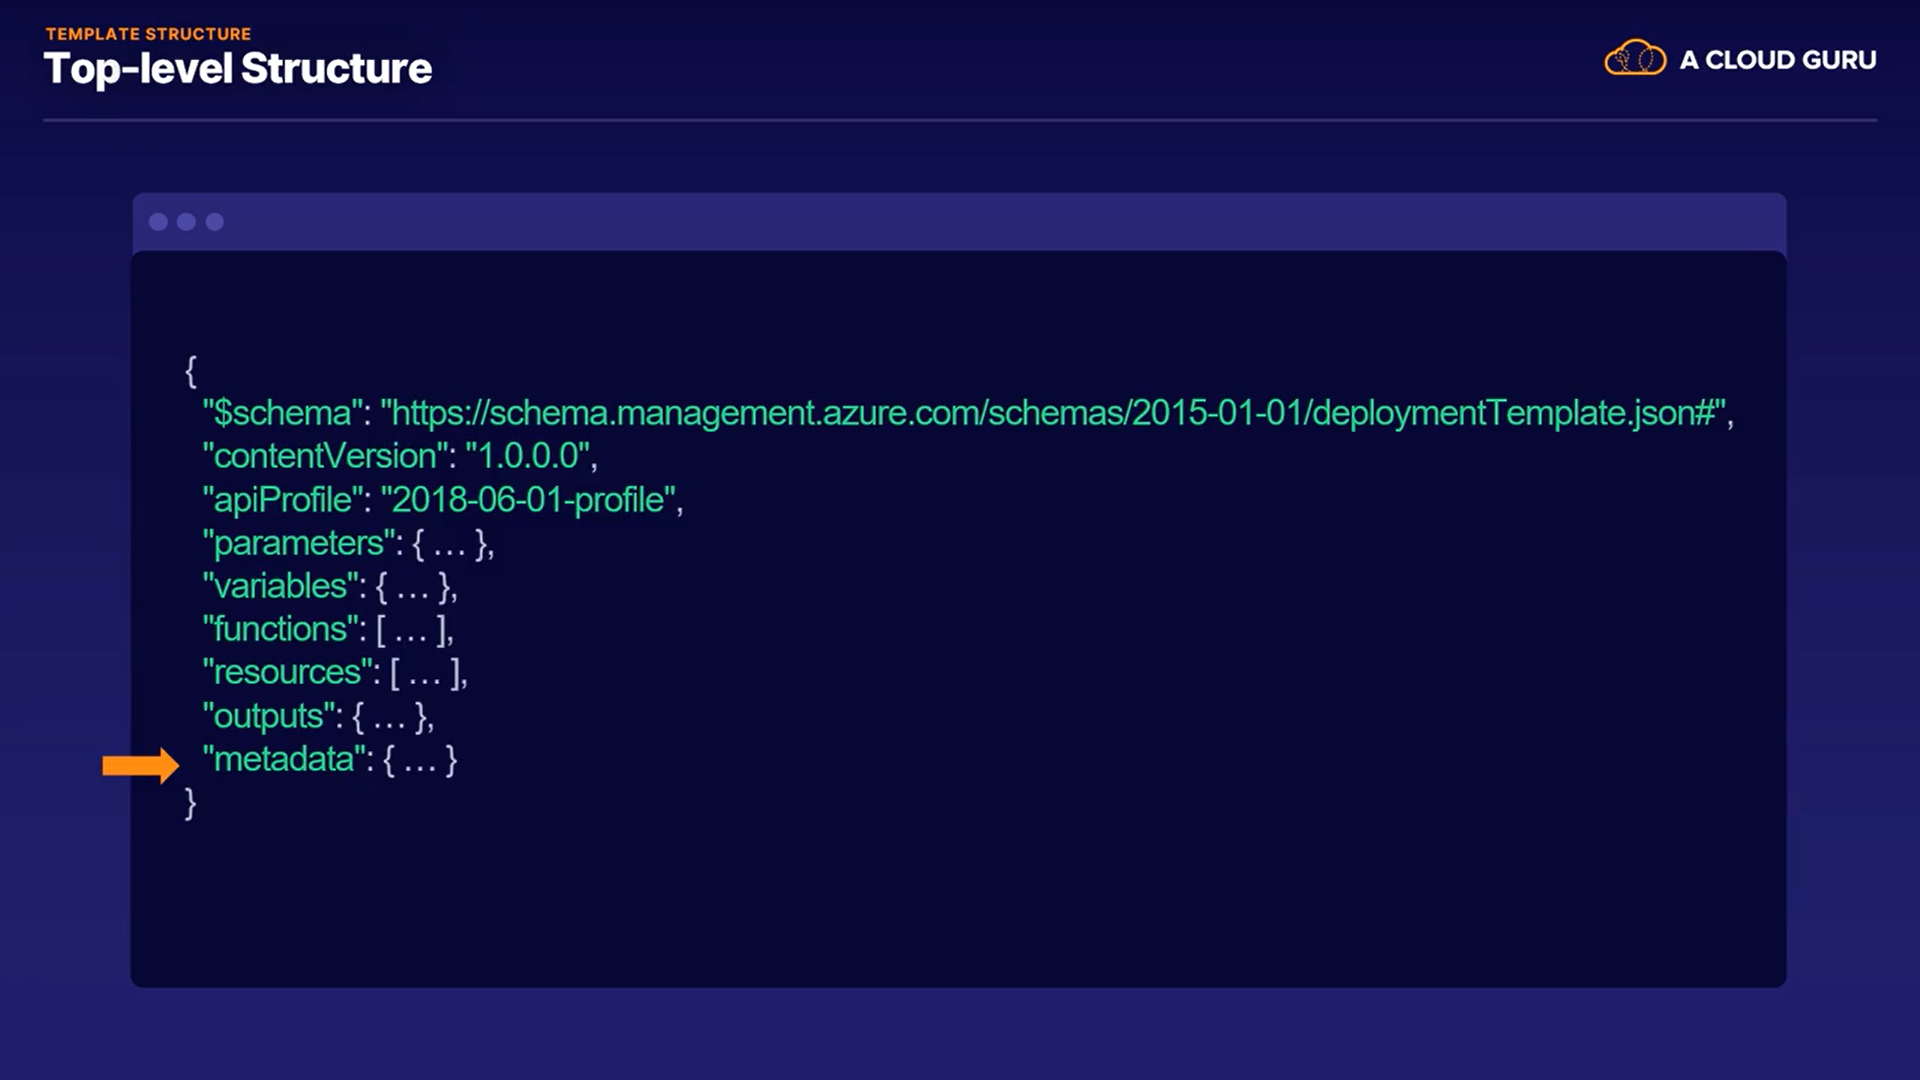 TEMPLATE STRUCTURE
Top-level Structure
A CLOUD GURU
{
"$schema": "https://schema.management.azure.com/schemas/2015-01-01/deploymentTemplate.json#",
"contentVersion": "1.0.0.0",
"apiProfile": "2018-06-01-profile",
"parameters": { … },
"variables": { … },
"functions": [ … ],
"resources": [ … ],
"outputs": { … },
"metadata": { … }
}